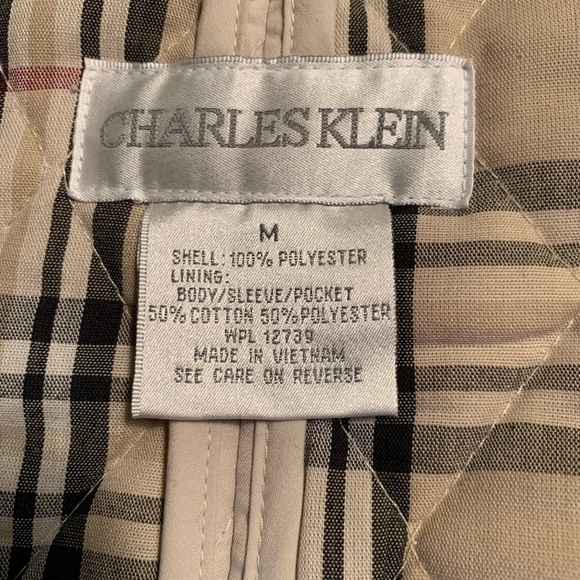 CHARLES KLEIN
M
SHELL: 100% POLYESTER
LINING:
BODY/SLEEVE/POCKET
50% COTTON 50% POLYESTER
WPL 12739
MADE IN VIETNAM
SEE CARE ON REVERSE